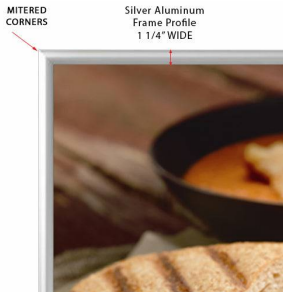 MITERED
CORNERS
Silver Aluminum
Frame Profile
1 1/4" WIDE